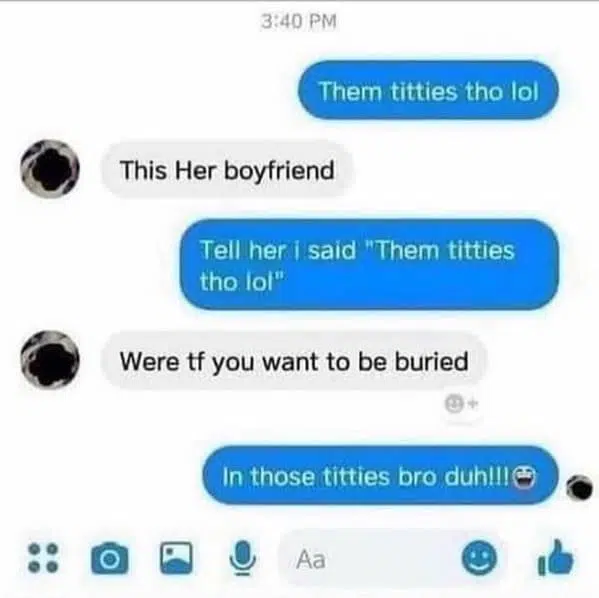 3:40 PM
Them titties tho lol
This Her boyfriend
Tell her i said "Them titties
tho lol"
Were tf you want to be buried
In those titties bro duh!!!😆
Aa